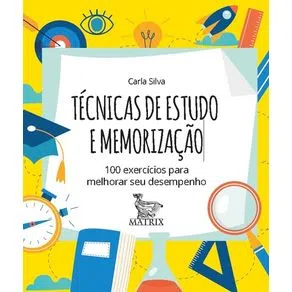 Carla Silva
TÉCNICAS DE ESTUDO
E MEMORIZAÇÃO
100 exercícios para
melhorar seu desempenho
MATRIX